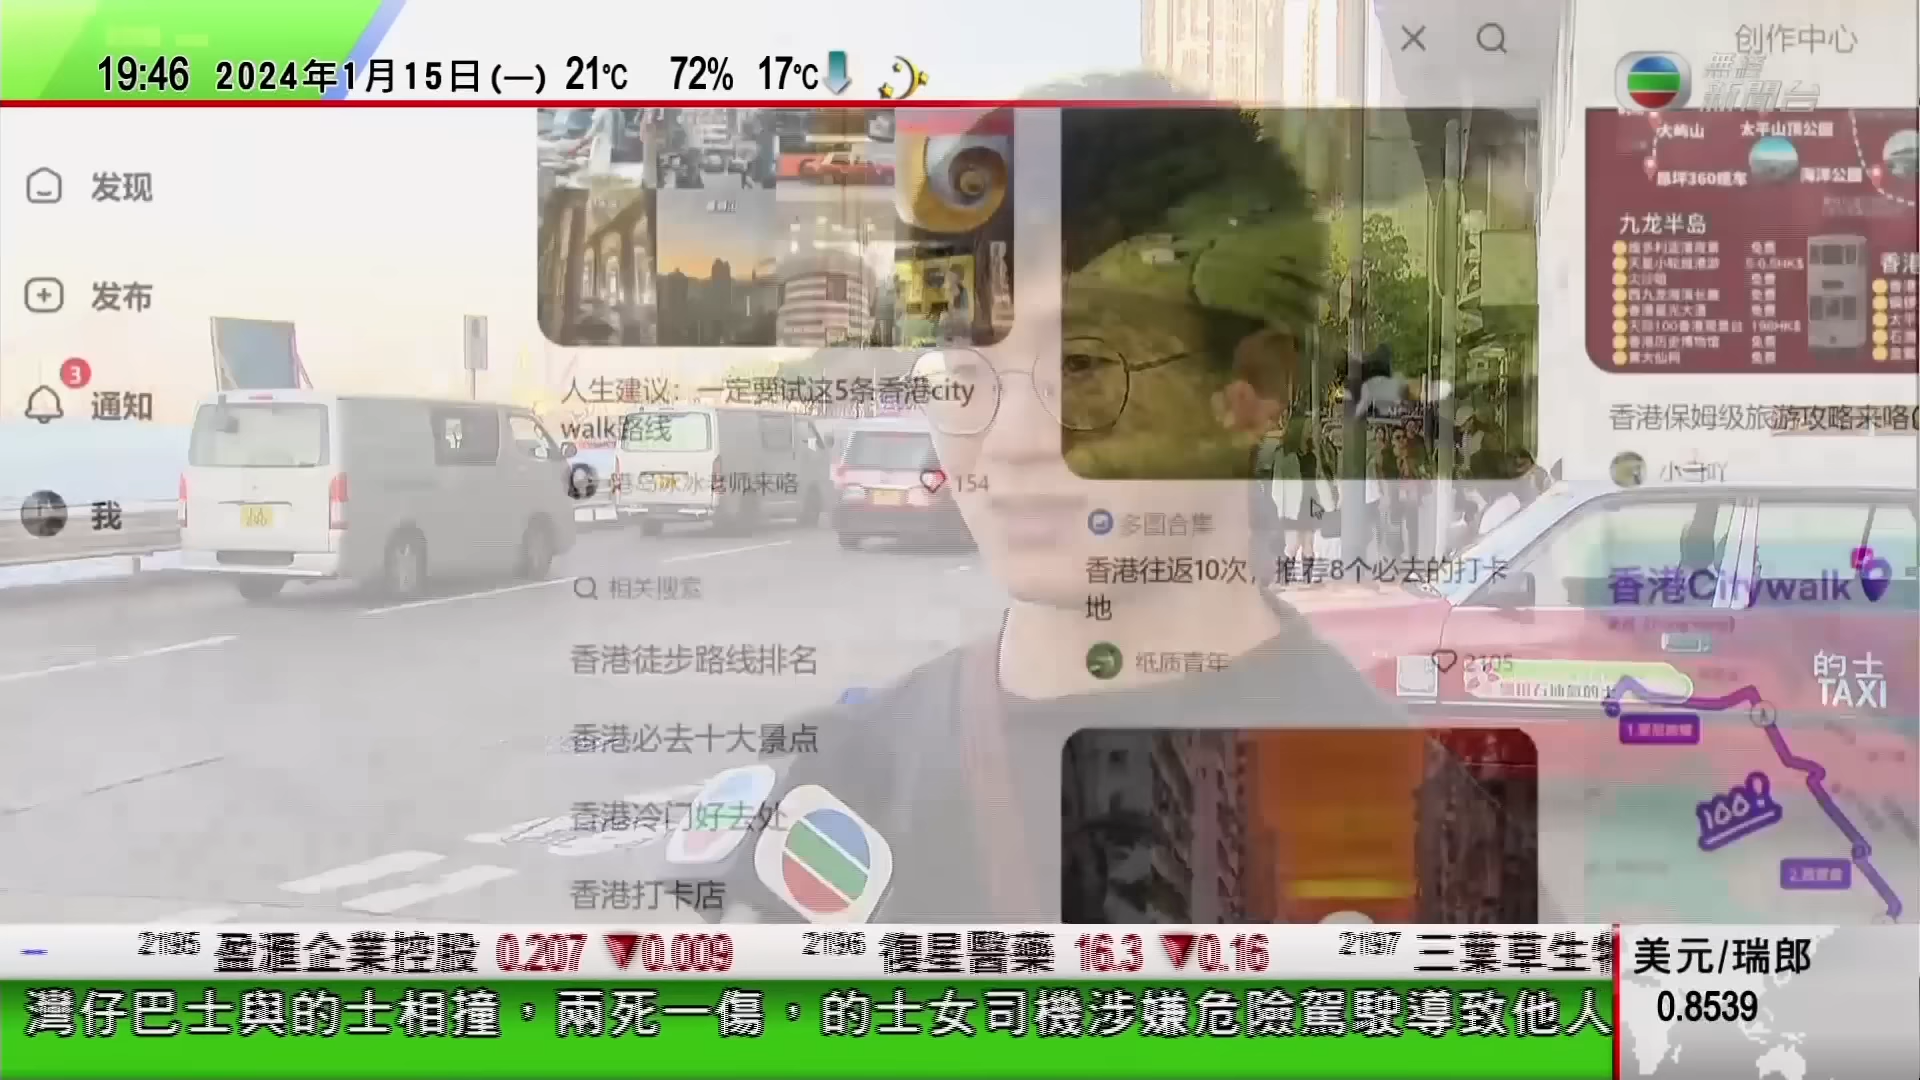 19:46 2024年1月15日(一) 21℃ 72% 17℃
创作中心
無綫新聞台
发现
发布
3
通知
我
人生建议：一定要试这5条香港city
walk路线
港岛冰冰老师来咯 154
相关搜索
香港徒步路线排名
香港必去十大景点
香港冷门好去处
香港打卡店
多图合集
香港往返10次，推荐8个必去的打卡
地
纸质青年 2105
大屿山 太平山顶公园
昂坪360缆车 海洋公园
九龙半岛
香港保姆级旅游攻略来咯
香港Citywalk
的士
TAXI
100!
2195 盈滙企業控股 0.207 ▼0.009 2196 復星醫藥 16.3 ▼0.16 2197 三葉草生物
美元/瑞郎
0.8539
灣仔巴士與的士相撞，兩死一傷，的士女司機涉嫌危險駕駛導致他人